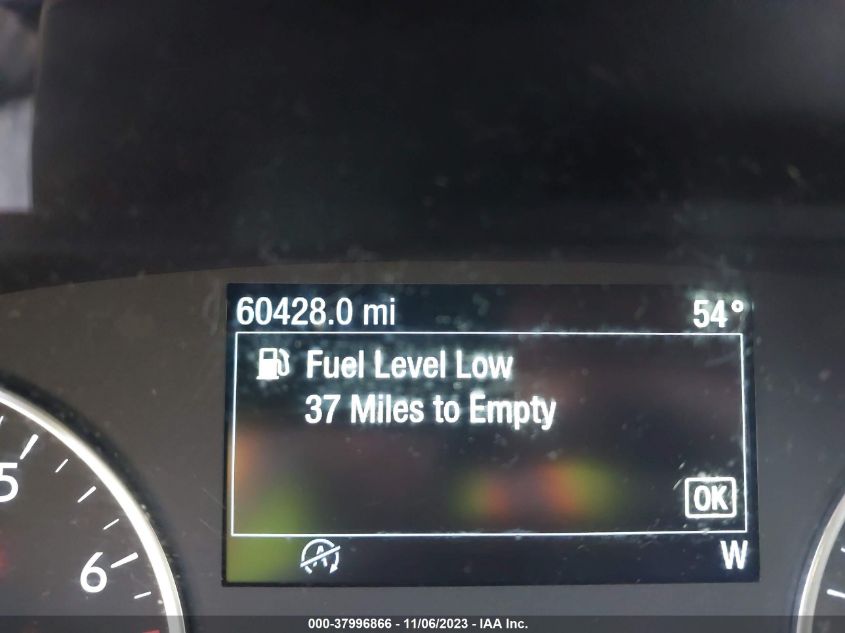 60428.0 mi 54°
Fuel Level Low
37 Miles to Empty
OK
5
A
W
6
000-37996866 - 11/06/2023 - IAA Inc.